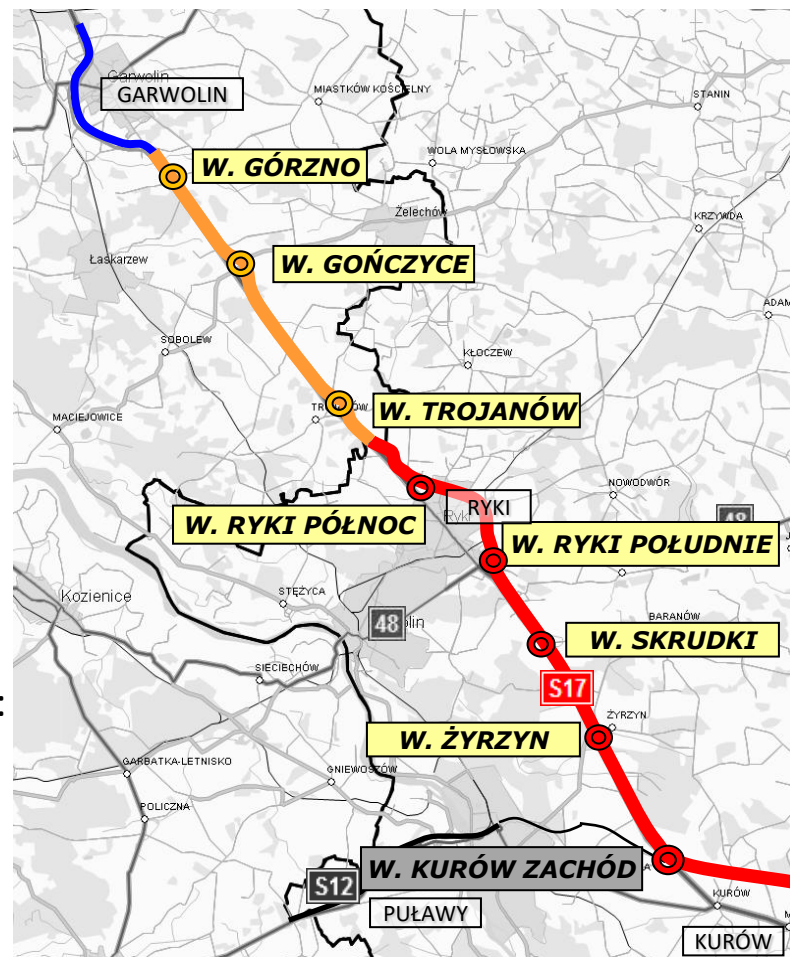 Garwolin
GARWOLIN
MIASTKÓW KOŚCIELNY
STANIN
W. GÓRZNO
WOLA MYSŁOWSKA
Żelechów
KRZYWDA
Łaskarzew
W. GOŃCZYCE
ADAM
SOBOLEW
KŁOCZEW
W. TROJANÓW
MACIEJOWICE
NOWODWÓR
RYKI
Ryki
W. RYKI PÓŁNOC
48
W. RYKI POŁUDNIE
Kozienice
STĘŻYCA
BARANÓW
48
olin
W. SKRUDKI
SIECIECHÓW
S17
:
ŻYRZYN
W. ŻYRZYN
GARBATKA-LETNISKO
GNIEWOSZÓW
POLICZNA
W. KURÓW ZACHÓD
S12
KURÓW
PUŁAWY
KURÓW